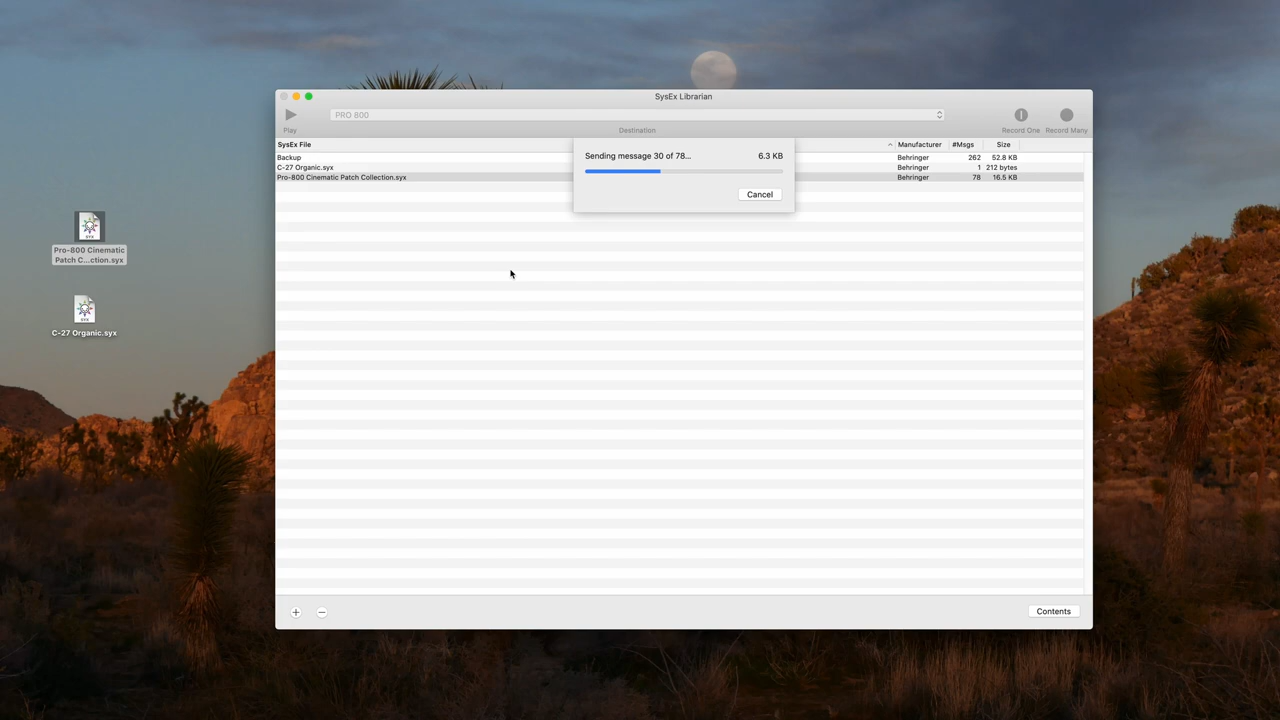 SysEx Librarian
PRO 800
Play
Destination
Record One
Record Many
SysEx File Manufacturer #Msgs Size
Backup Behringer 262 52.8 KB
C-27 Organic.syx Behringer 1 212 bytes
Pro-800 Cinematic Patch Collection.syx Behringer 78 16.5 KB
Sending message 30 of 78... 6.3 KB
Cancel
SYX
Pro-800 Cinematic
Patch C...ction.syx
SYX
C-27 Organic.syx
+
−
Contents